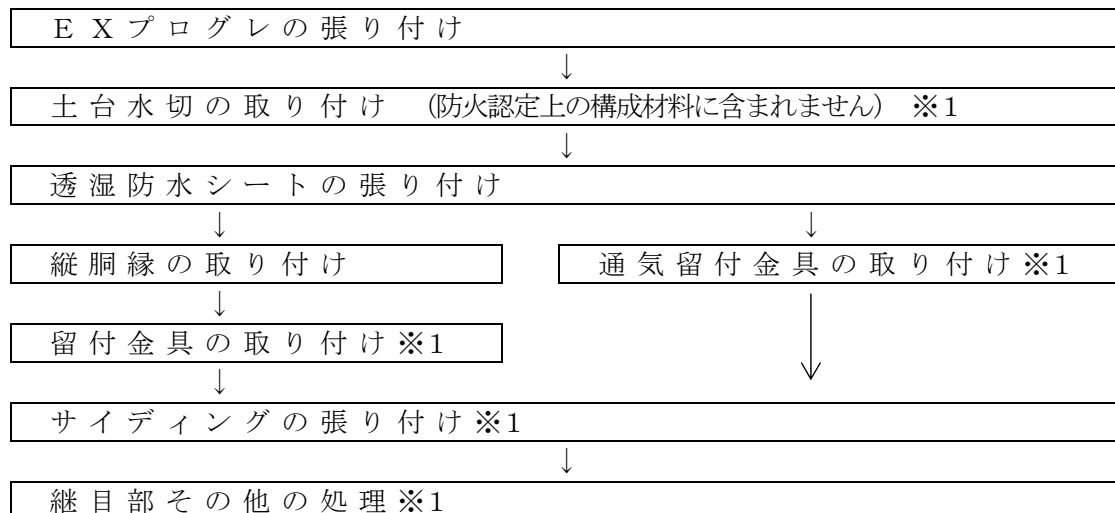 EXプログレの張り付け
↓
土台水切の取り付け (防火認定上の構成材料に含まれません) ※1
↓
透湿防水シートの張り付け
↓ ↓
縦胴縁の取り付け 通気留付金具の取り付け※1
↓
留付金具の取り付け※1
↓ ↓
サイディングの張り付け※1
↓
継目部その他の処理※1